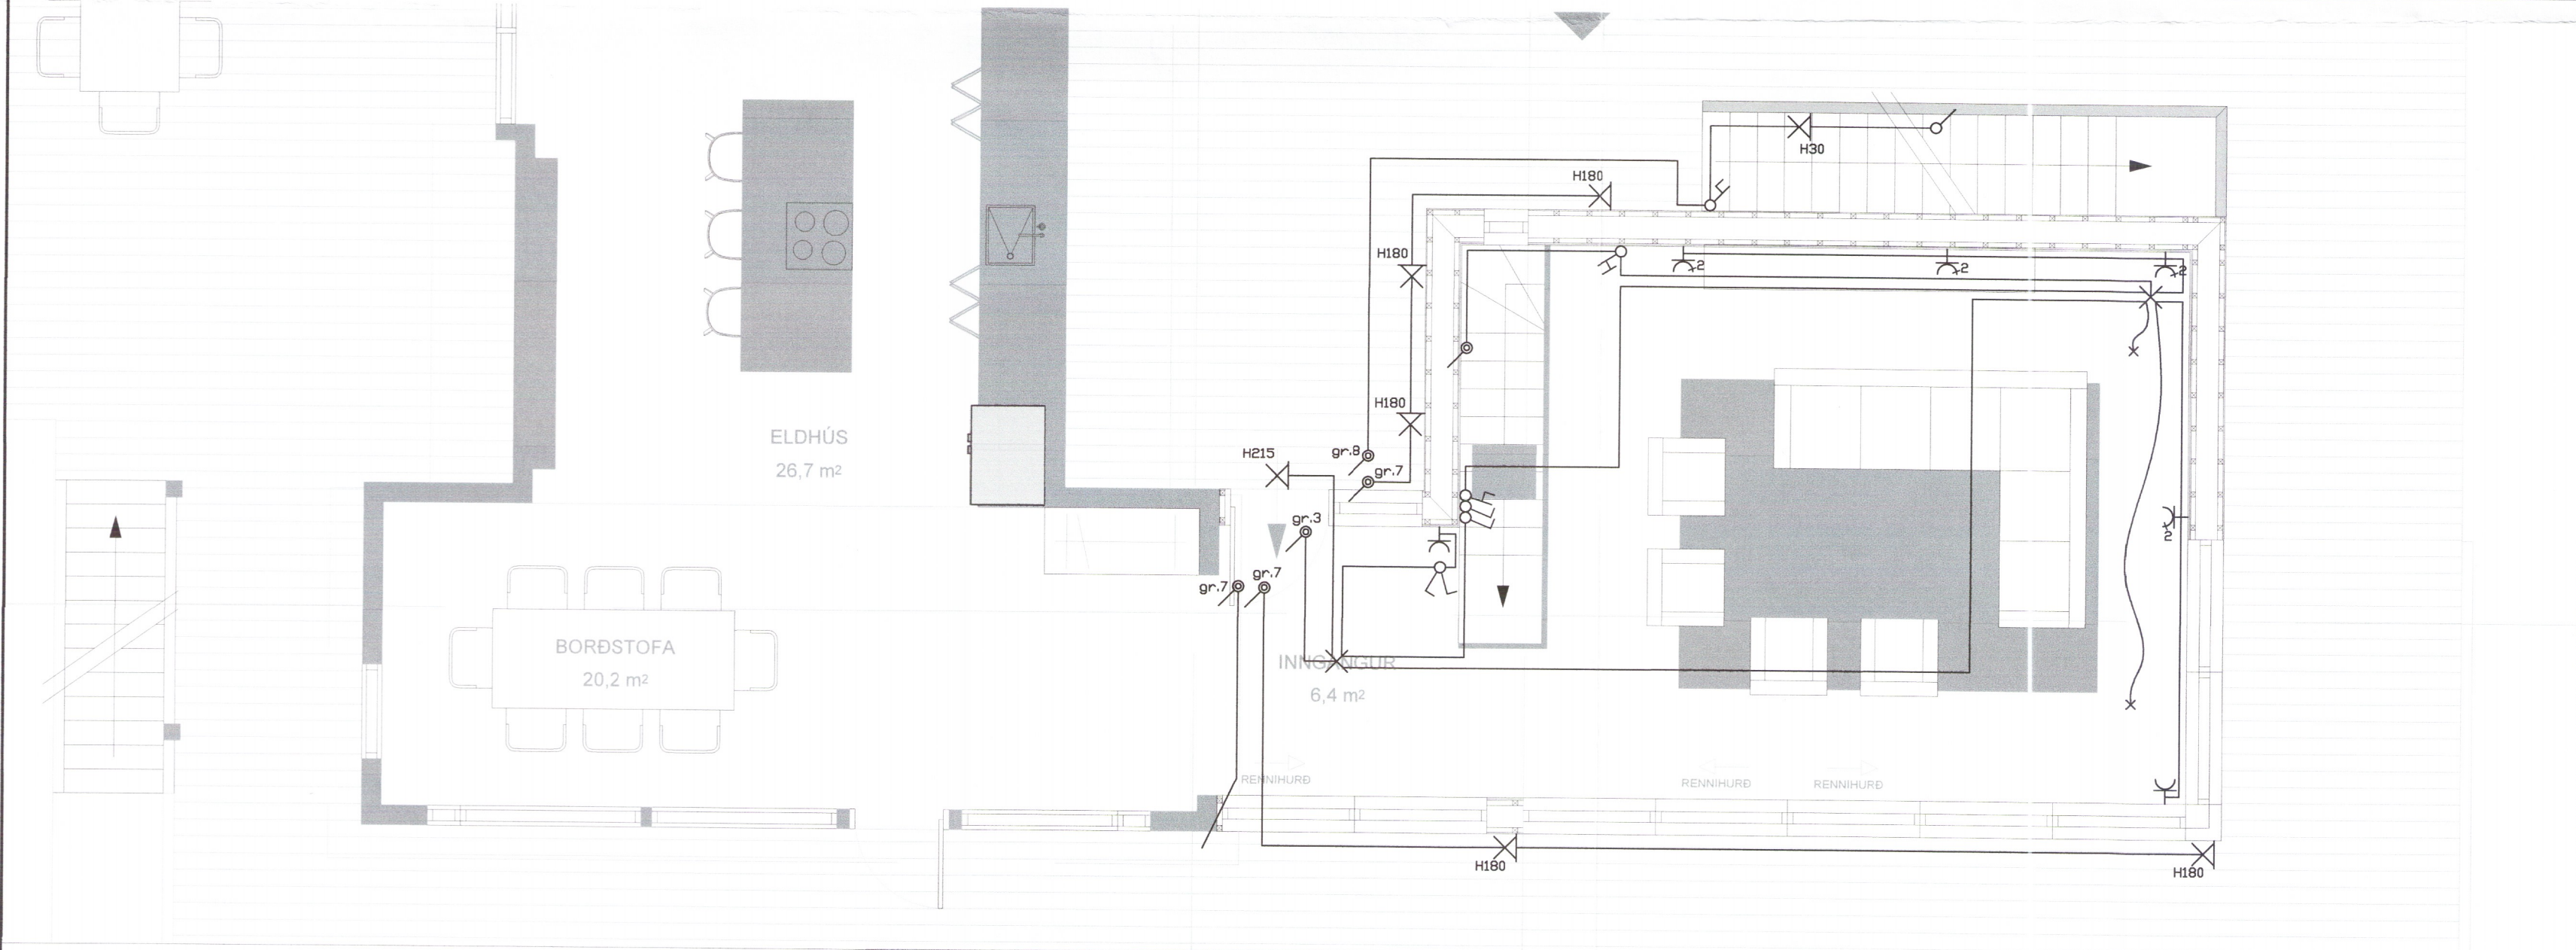 H30
H180
H180
2
2
2
H180
ELDHÚS
26,7 m²
gr.8
H215
gr.7
gr.3
2
gr.7
gr.7
BORÐSTOFA
20,2 m²
INNGANGUR
6,4 m²
RENNIHURÐ
RENNIHURÐ
RENNIHURÐ
H180
H180